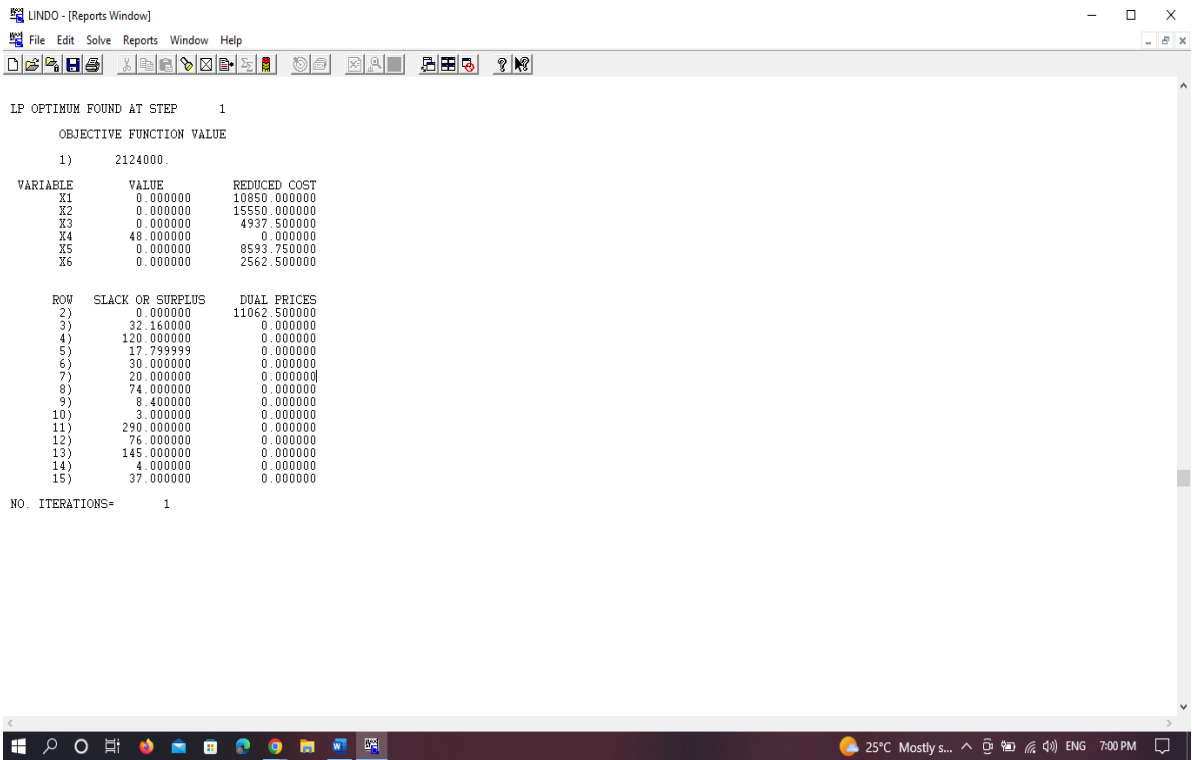 LINDO - [Reports Window]
File Edit Solve Reports Window Help
LP OPTIMUM FOUND AT STEP 1
OBJECTIVE FUNCTION VALUE
1) 2124000.
VARIABLE VALUE REDUCED COST
X1 0.000000 10850.000000
X2 0.000000 15550.000000
X3 0.000000 4937.500000
X4 48.000000 0.000000
X5 0.000000 8593.750000
X6 0.000000 2562.500000
ROW SLACK OR SURPLUS DUAL PRICES
2) 0.000000 11062.500000
3) 32.160000 0.000000
4) 120.000000 0.000000
5) 17.799999 0.000000
6) 30.000000 0.000000
7) 20.000000 0.000000
8) 74.000000 0.000000
9) 8.400000 0.000000
10) 3.000000 0.000000
11) 290.000000 0.000000
12) 76.000000 0.000000
13) 145.000000 0.000000
14) 4.000000 0.000000
15) 37.000000 0.000000
NO. ITERATIONS= 1
25°C Mostly s... ENG 7:00 PM